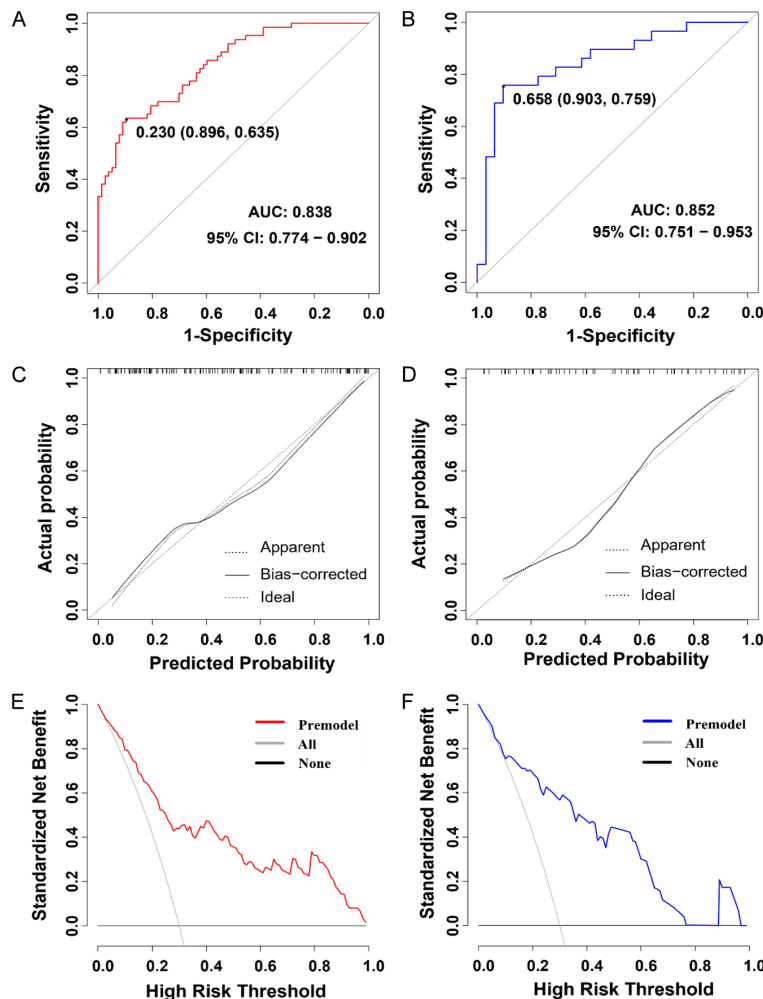 A
Sensitivity
1.0
0.8
0.6
0.4
0.2
0.0
0.230 (0.896, 0.635)
AUC: 0.838
95% CI: 0.774 − 0.902
1.0 0.8 0.6 0.4 0.2 0.0
1-Specificity
B
Sensitivity
1.0
0.8
0.6
0.4
0.2
0.0
0.658 (0.903, 0.759)
AUC: 0.852
95% CI: 0.751 − 0.953
1.0 0.8 0.6 0.4 0.2 0.0
1-Specificity
C
Actual probability
1.0
0.8
0.6
0.4
0.2
0.0
Apparent
Bias−corrected
Ideal
0.0 0.2 0.4 0.6 0.8 1.0
Predicted Probability
D
Actual probability
1.0
0.8
0.6
0.4
0.2
0.0
Apparent
Bias−corrected
Ideal
0.0 0.2 0.4 0.6 0.8 1.0
Predicted Probability
E
Standardized Net Benefit
1.0
0.8
0.6
0.4
0.2
0.0
Premodel
All
None
0.0 0.2 0.4 0.6 0.8 1.0
High Risk Threshold
F
Standardized Net Benefit
1.0
0.8
0.6
0.4
0.2
0.0
Premodel
All
None
0.0 0.2 0.4 0.6 0.8 1.0
High Risk Threshold